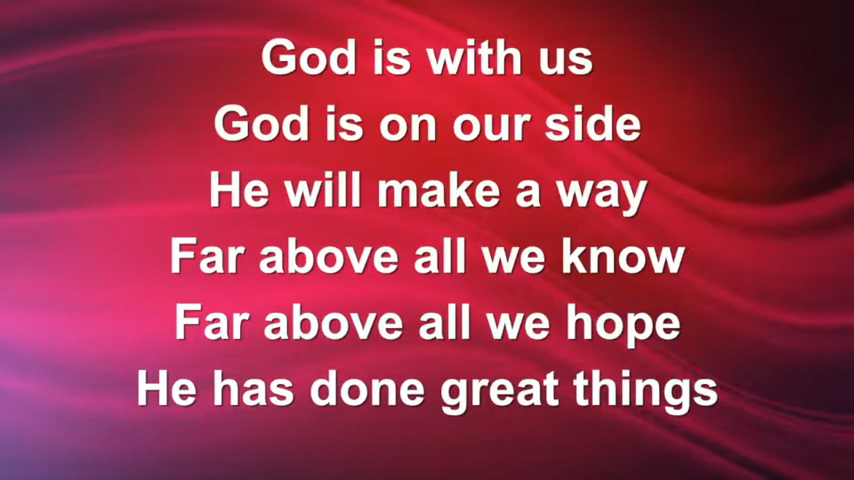 God is with us
God is on our side
He will make a way
Far above all we know
Far above all we hope
He has done great things